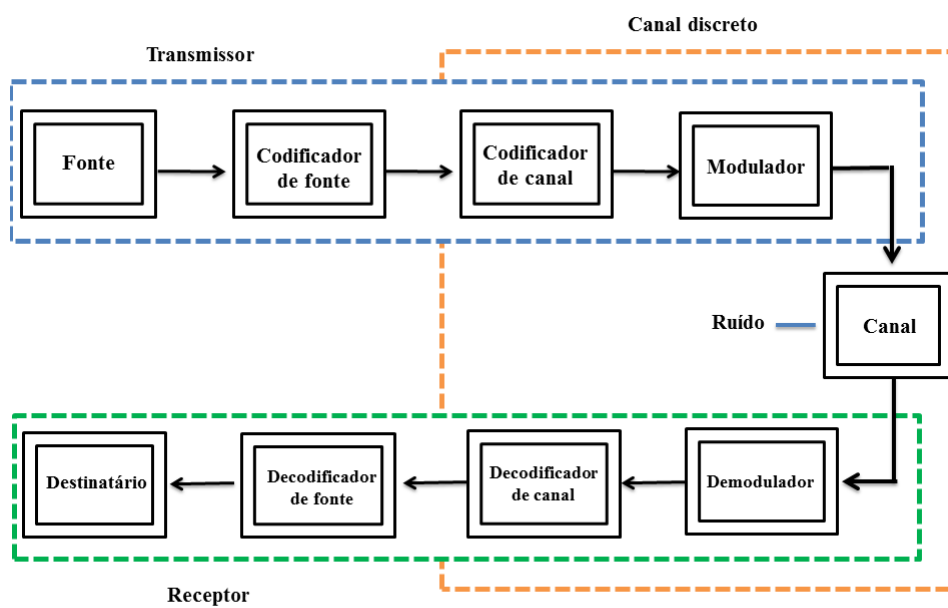 Canal discreto
Transmissor
Fonte
Codificador
de fonte
Codificador
de canal
Modulador
Ruído
Canal
Destinatário
Decodificador
de fonte
Decodificador
de canal
Demodulador
Receptor